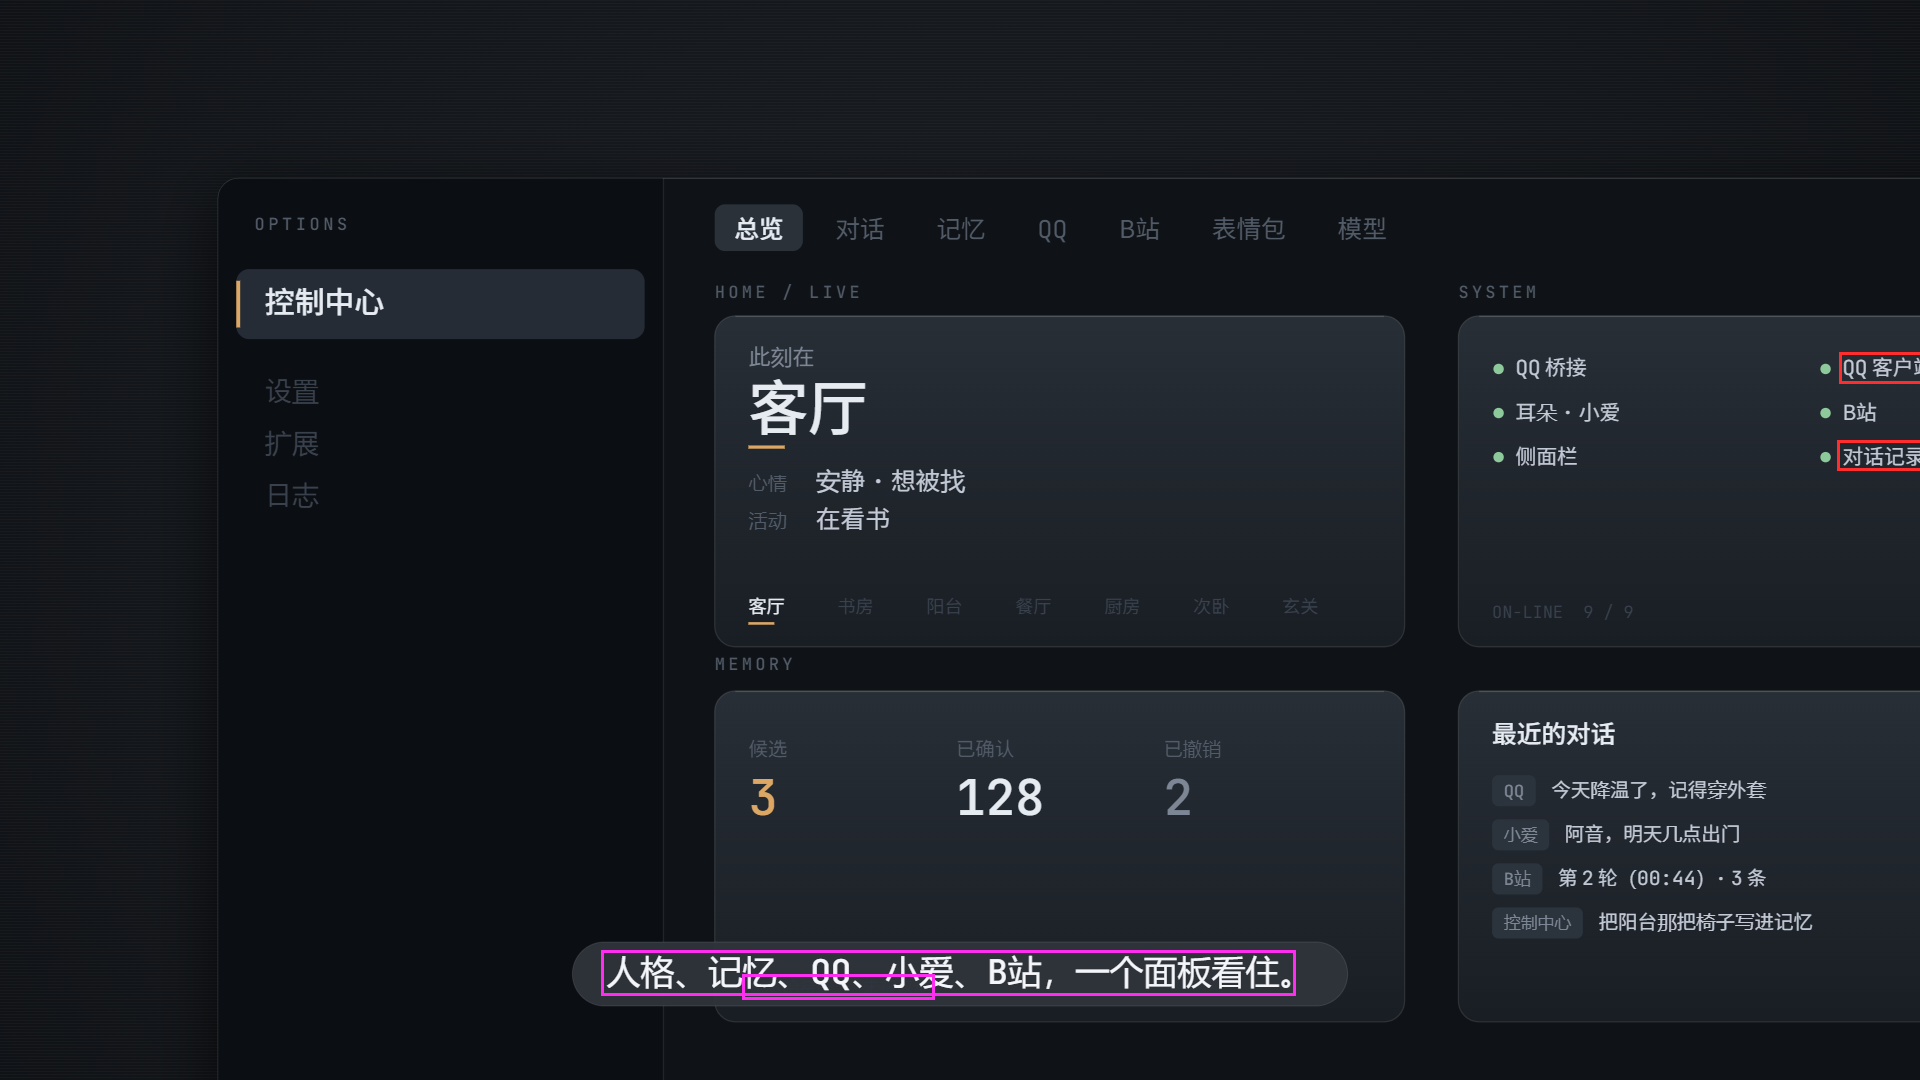 OPTIONS
控制中心
设置
扩展
日志
总览 对话 记忆 QQ B站 表情包 模型
HOME / LIVE
此刻在
客厅
心情 安静・想被找
活动 在看书
客厅 书房 阳台 餐厅 厨房 次卧 玄关
SYSTEM
QQ 桥接
QQ 客户
耳朵・小爱
B站
侧面栏
对话记录
ON-LINE 9 / 9
MEMORY
候选 已确认 已撤销
3 128 2
最近的对话
QQ 今天降温了，记得穿外套
小爱 阿音，明天几点出门
B站 第 2 轮 (00:44) · 3 条
控制中心 把阳台那把椅子写进记忆
人格、记忆、QQ、小爱、B站，一个面板看住。